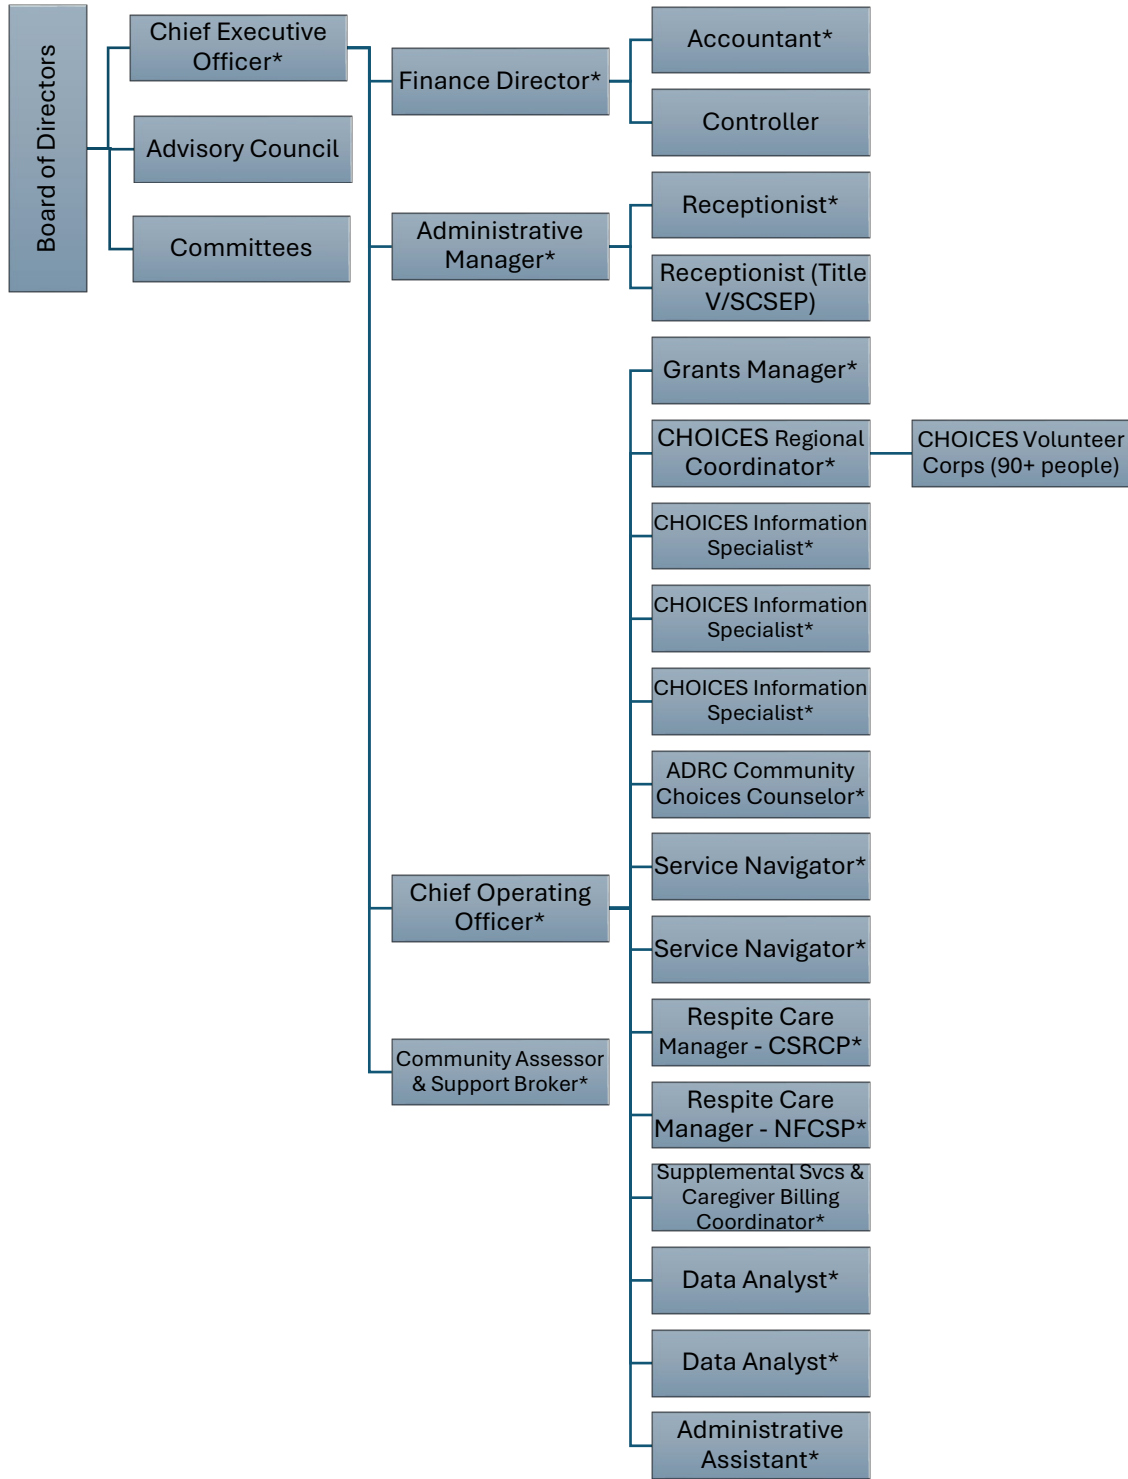 Board of Directors
Chief Executive
Officer*
Advisory Council
Committees
Finance Director*
Accountant*
Controller
Administrative
Manager*
Receptionist*
Receptionist (Title
V/SCSEP)
Chief Operating
Officer*
Grants Manager*
CHOICES Regional
Coordinator*
CHOICES Volunteer
Corps (90+ people)
CHOICES Information
Specialist*
CHOICES Information
Specialist*
CHOICES Information
Specialist*
ADRC Community
Choices Counselor*
Service Navigator*
Service Navigator*
Respite Care
Manager - CSRCP*
Respite Care
Manager - NFCSP*
Supplemental Svcs &
Caregiver Billing
Coordinator*
Data Analyst*
Data Analyst*
Administrative
Assistant*
Community Assessor
& Support Broker*